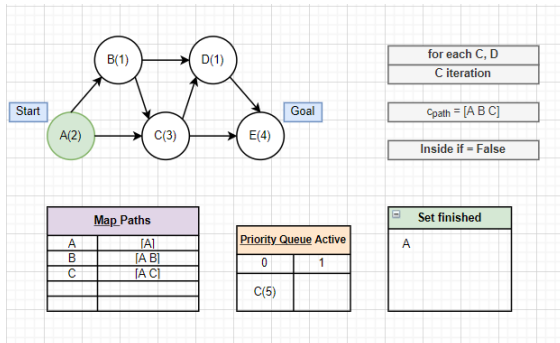 B(1)
D(1)
Start
Goal
A(2)
C(3)
E(4)
for each C, D
C iteration
cpath = [A B C]
Inside if = False
Map Paths
A [A]
B [A B]
C [A C]
Priority Queue Active
0 1
C(5)
Set finished
A